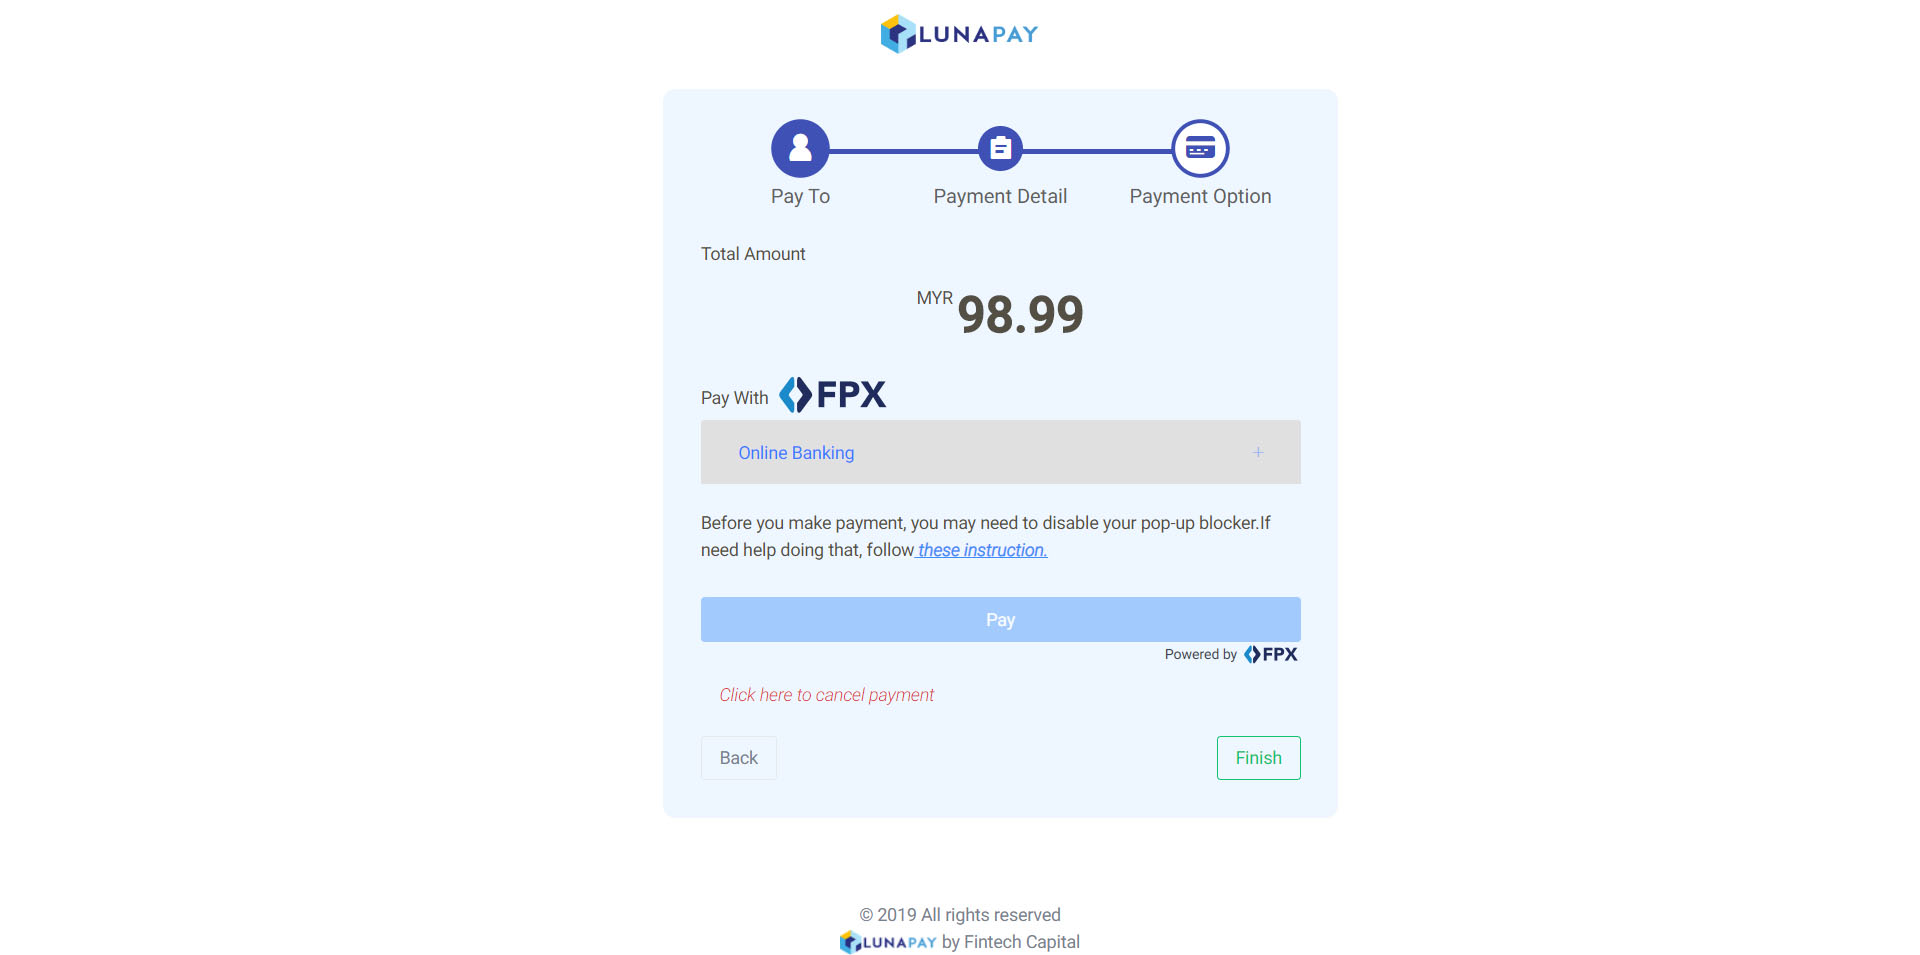 LUNAPAY
Pay To
Payment Detail
Payment Option
Total Amount
MYR 98.99
Pay With FPX
Online Banking +
Before you make payment, you may need to disable your pop-up blocker.If
need help doing that, follow these instruction.
Pay
Powered by FPX
Click here to cancel payment
Back
Finish
© 2019 All rights reserved
LUNAPAY by Fintech Capital